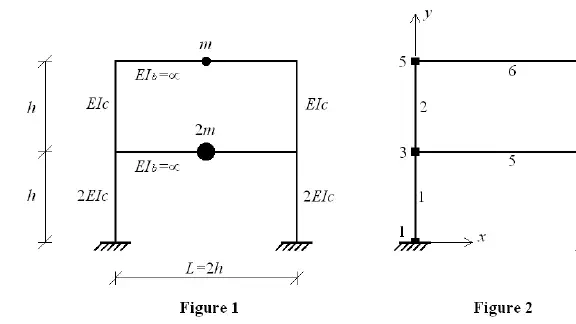 m
EIb=∞
h
EIc
EIc
2m
EIb=∞
h
2EIc
2EIc
L=2h
Figure 1
y
5
6
2
3
5
1
1
x
Figure 2